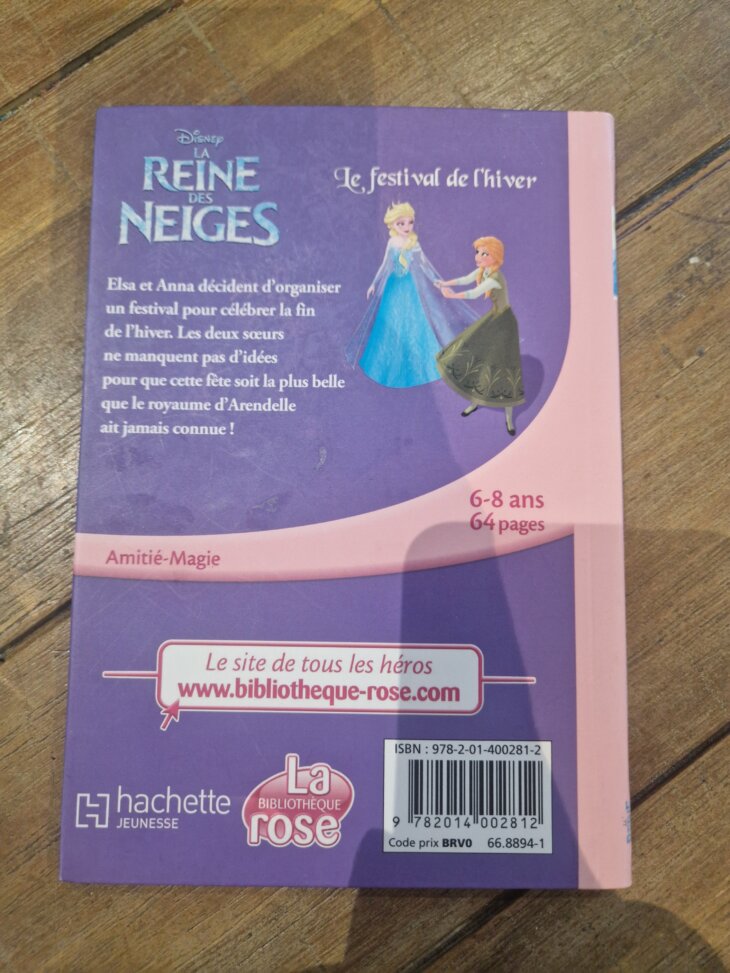 Disney
LA
REINE
DES
NEIGES
Le festival de l'hiver
Elsa et Anna décident d'organiser
un festival pour célébrer la fin
de l'hiver. Les deux sœurs
ne manquent pas d'idées
pour que cette fête soit la plus belle
que le royaume d'Arendelle
ait jamais connue !
6-8 ans
64 pages
Amitié-Magie
Le site de tous les héros
www.bibliotheque-rose.com
hachette
JEUNESSE
La
BIBLIOTHÈQUE
rose
ISBN : 978-2-01-400281-2
9 782014 002812
Code prix BRV0 66.8894-1